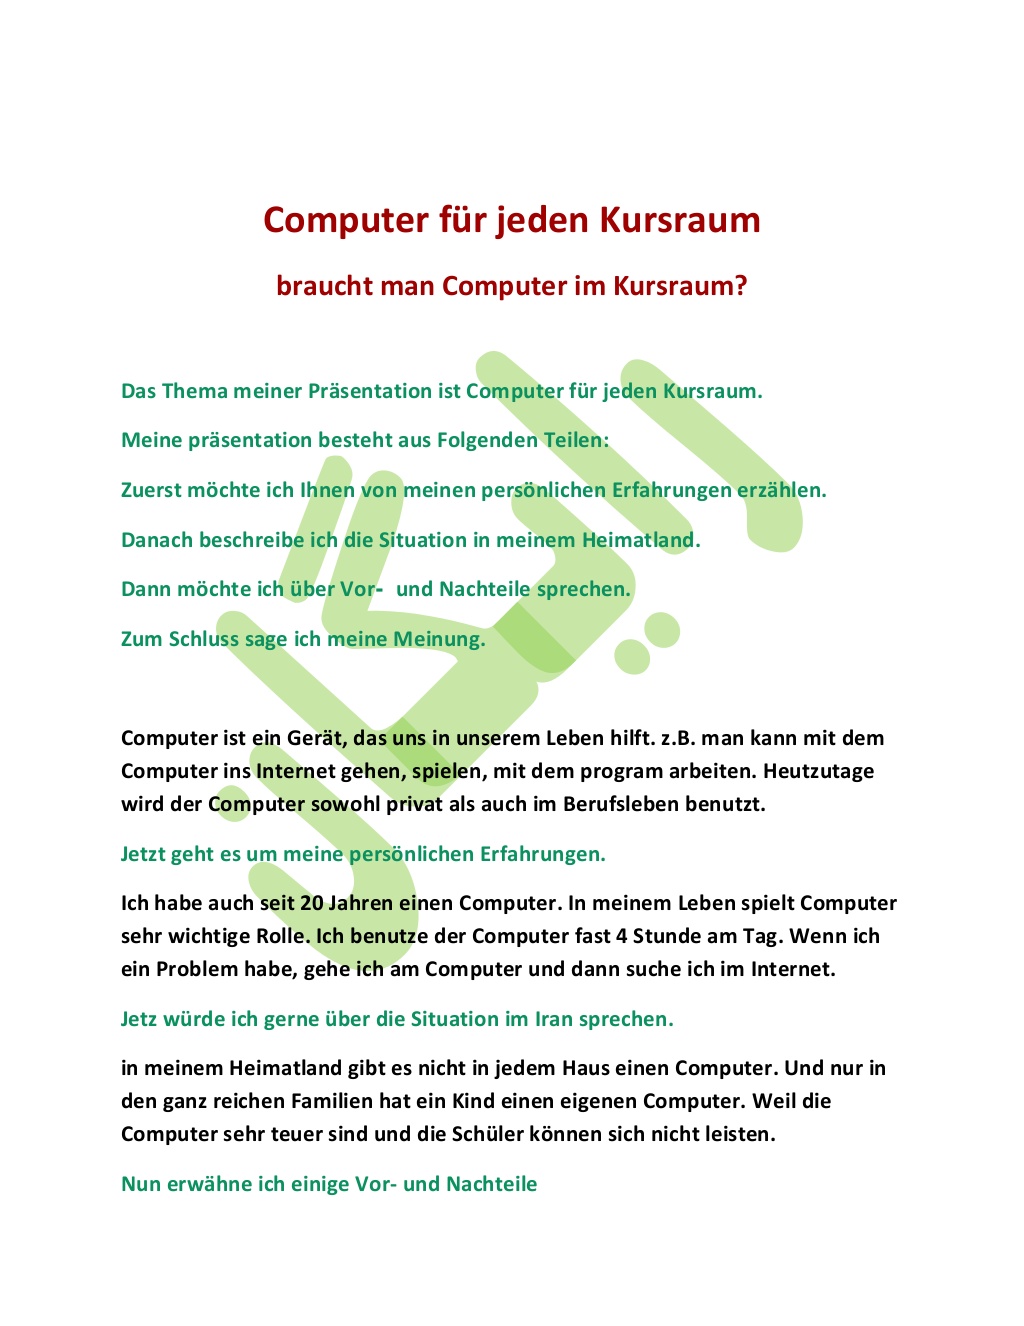 Computer für jeden Kursraum
braucht man Computer im Kursraum?
Das Thema meiner Präsentation ist Computer für jeden Kursraum.
Meine präsentation besteht aus Folgenden Teilen:
Zuerst möchte ich Ihnen von meinen persönlichen Erfahrungen erzählen.
Danach beschreibe ich die Situation in meinem Heimatland.
Dann möchte ich über Vor-  und Nachteile sprechen.
Zum Schluss sage ich meine Meinung.
Computer ist ein Gerät, das uns in unserem Leben hilft. z.B. man kann mit dem
Computer ins Internet gehen, spielen, mit dem program arbeiten. Heutzutage
wird der Computer sowohl privat als auch im Berufsleben benutzt.
Jetzt geht es um meine persönlichen Erfahrungen.
Ich habe auch seit 20 Jahren einen Computer. In meinem Leben spielt Computer
sehr wichtige Rolle. Ich benutze der Computer fast 4 Stunde am Tag. Wenn ich
ein Problem habe, gehe ich am Computer und dann suche ich im Internet.
Jetz würde ich gerne über die Situation im Iran sprechen.
in meinem Heimatland gibt es nicht in jedem Haus einen Computer. Und nur in
den ganz reichen Familien hat ein Kind einen eigenen Computer. Weil die
Computer sehr teuer sind und die Schüler können sich nicht leisten.
Nun erwähne ich einige Vor- und Nachteile